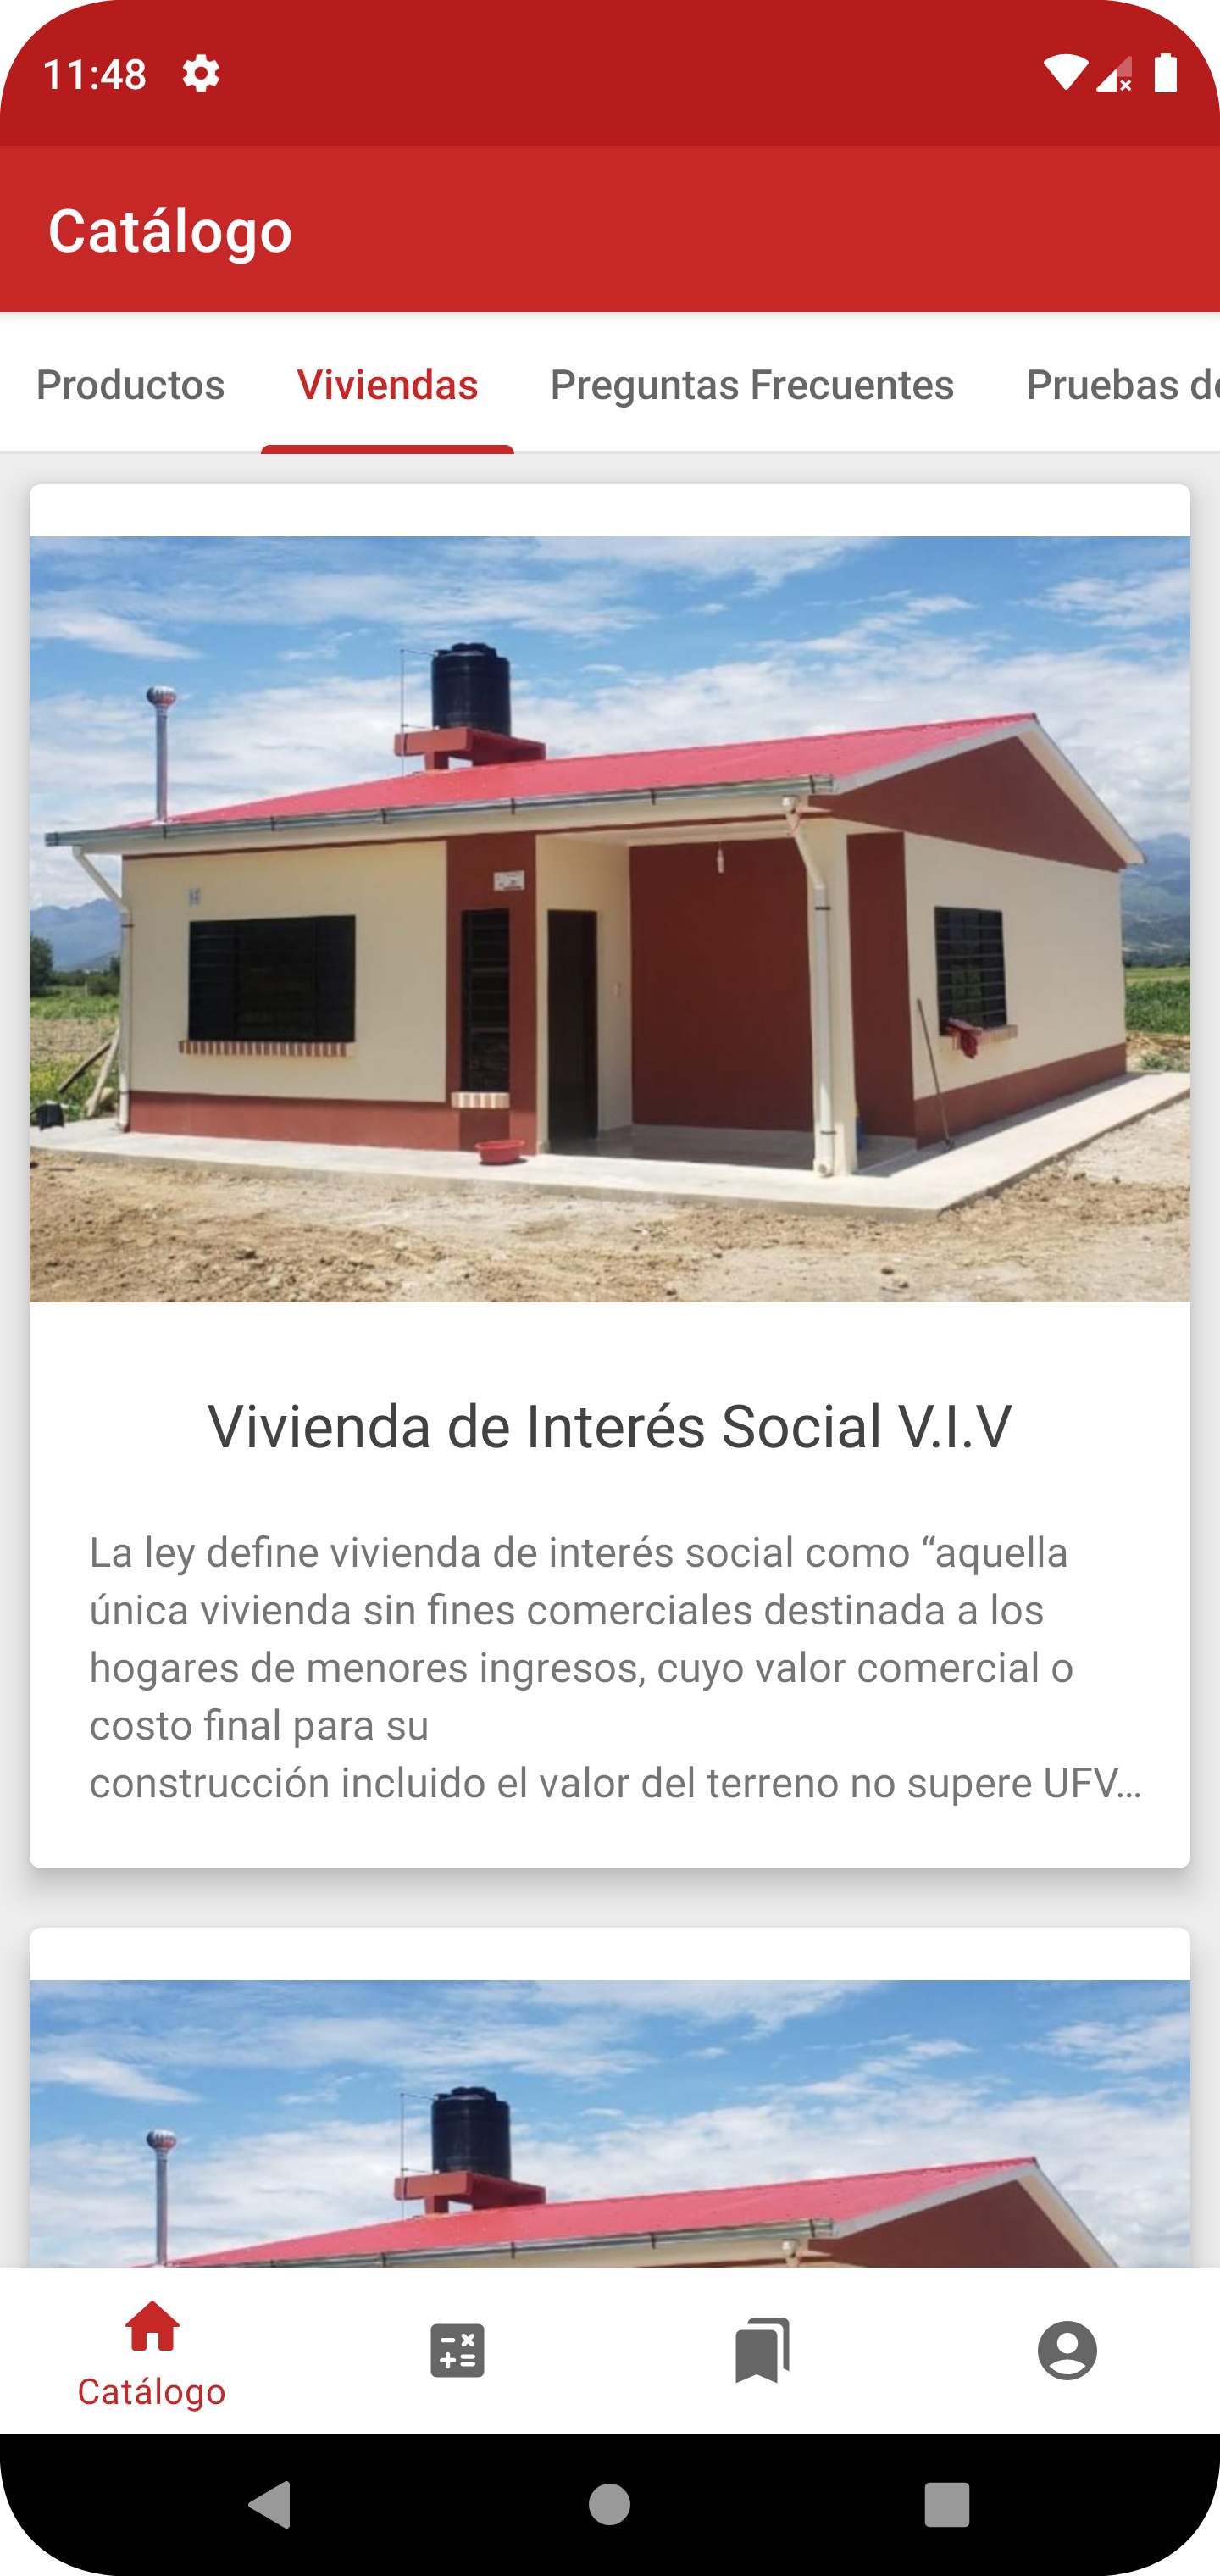 11:48
Catálogo
Productos
Viviendas
Preguntas Frecuentes
Pruebas de
Vivienda de Interés Social V.I.V
La ley define vivienda de interés social como “aquella
única vivienda sin fines comerciales destinada a los
hogares de menores ingresos, cuyo valor comercial o
costo final para su
construcción incluido el valor del terreno no supere UFV...
Catálogo